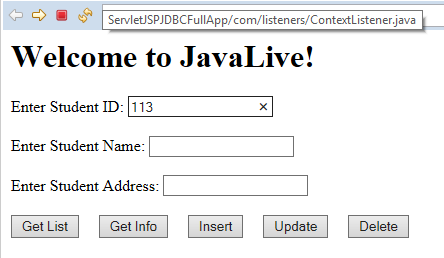 ServletJSPJDBCFullApp/com/listeners/ContextListener.java
Welcome to JavaLive!
Enter Student ID: 113
Enter Student Name:
Enter Student Address:
Get List Get Info Insert Update Delete